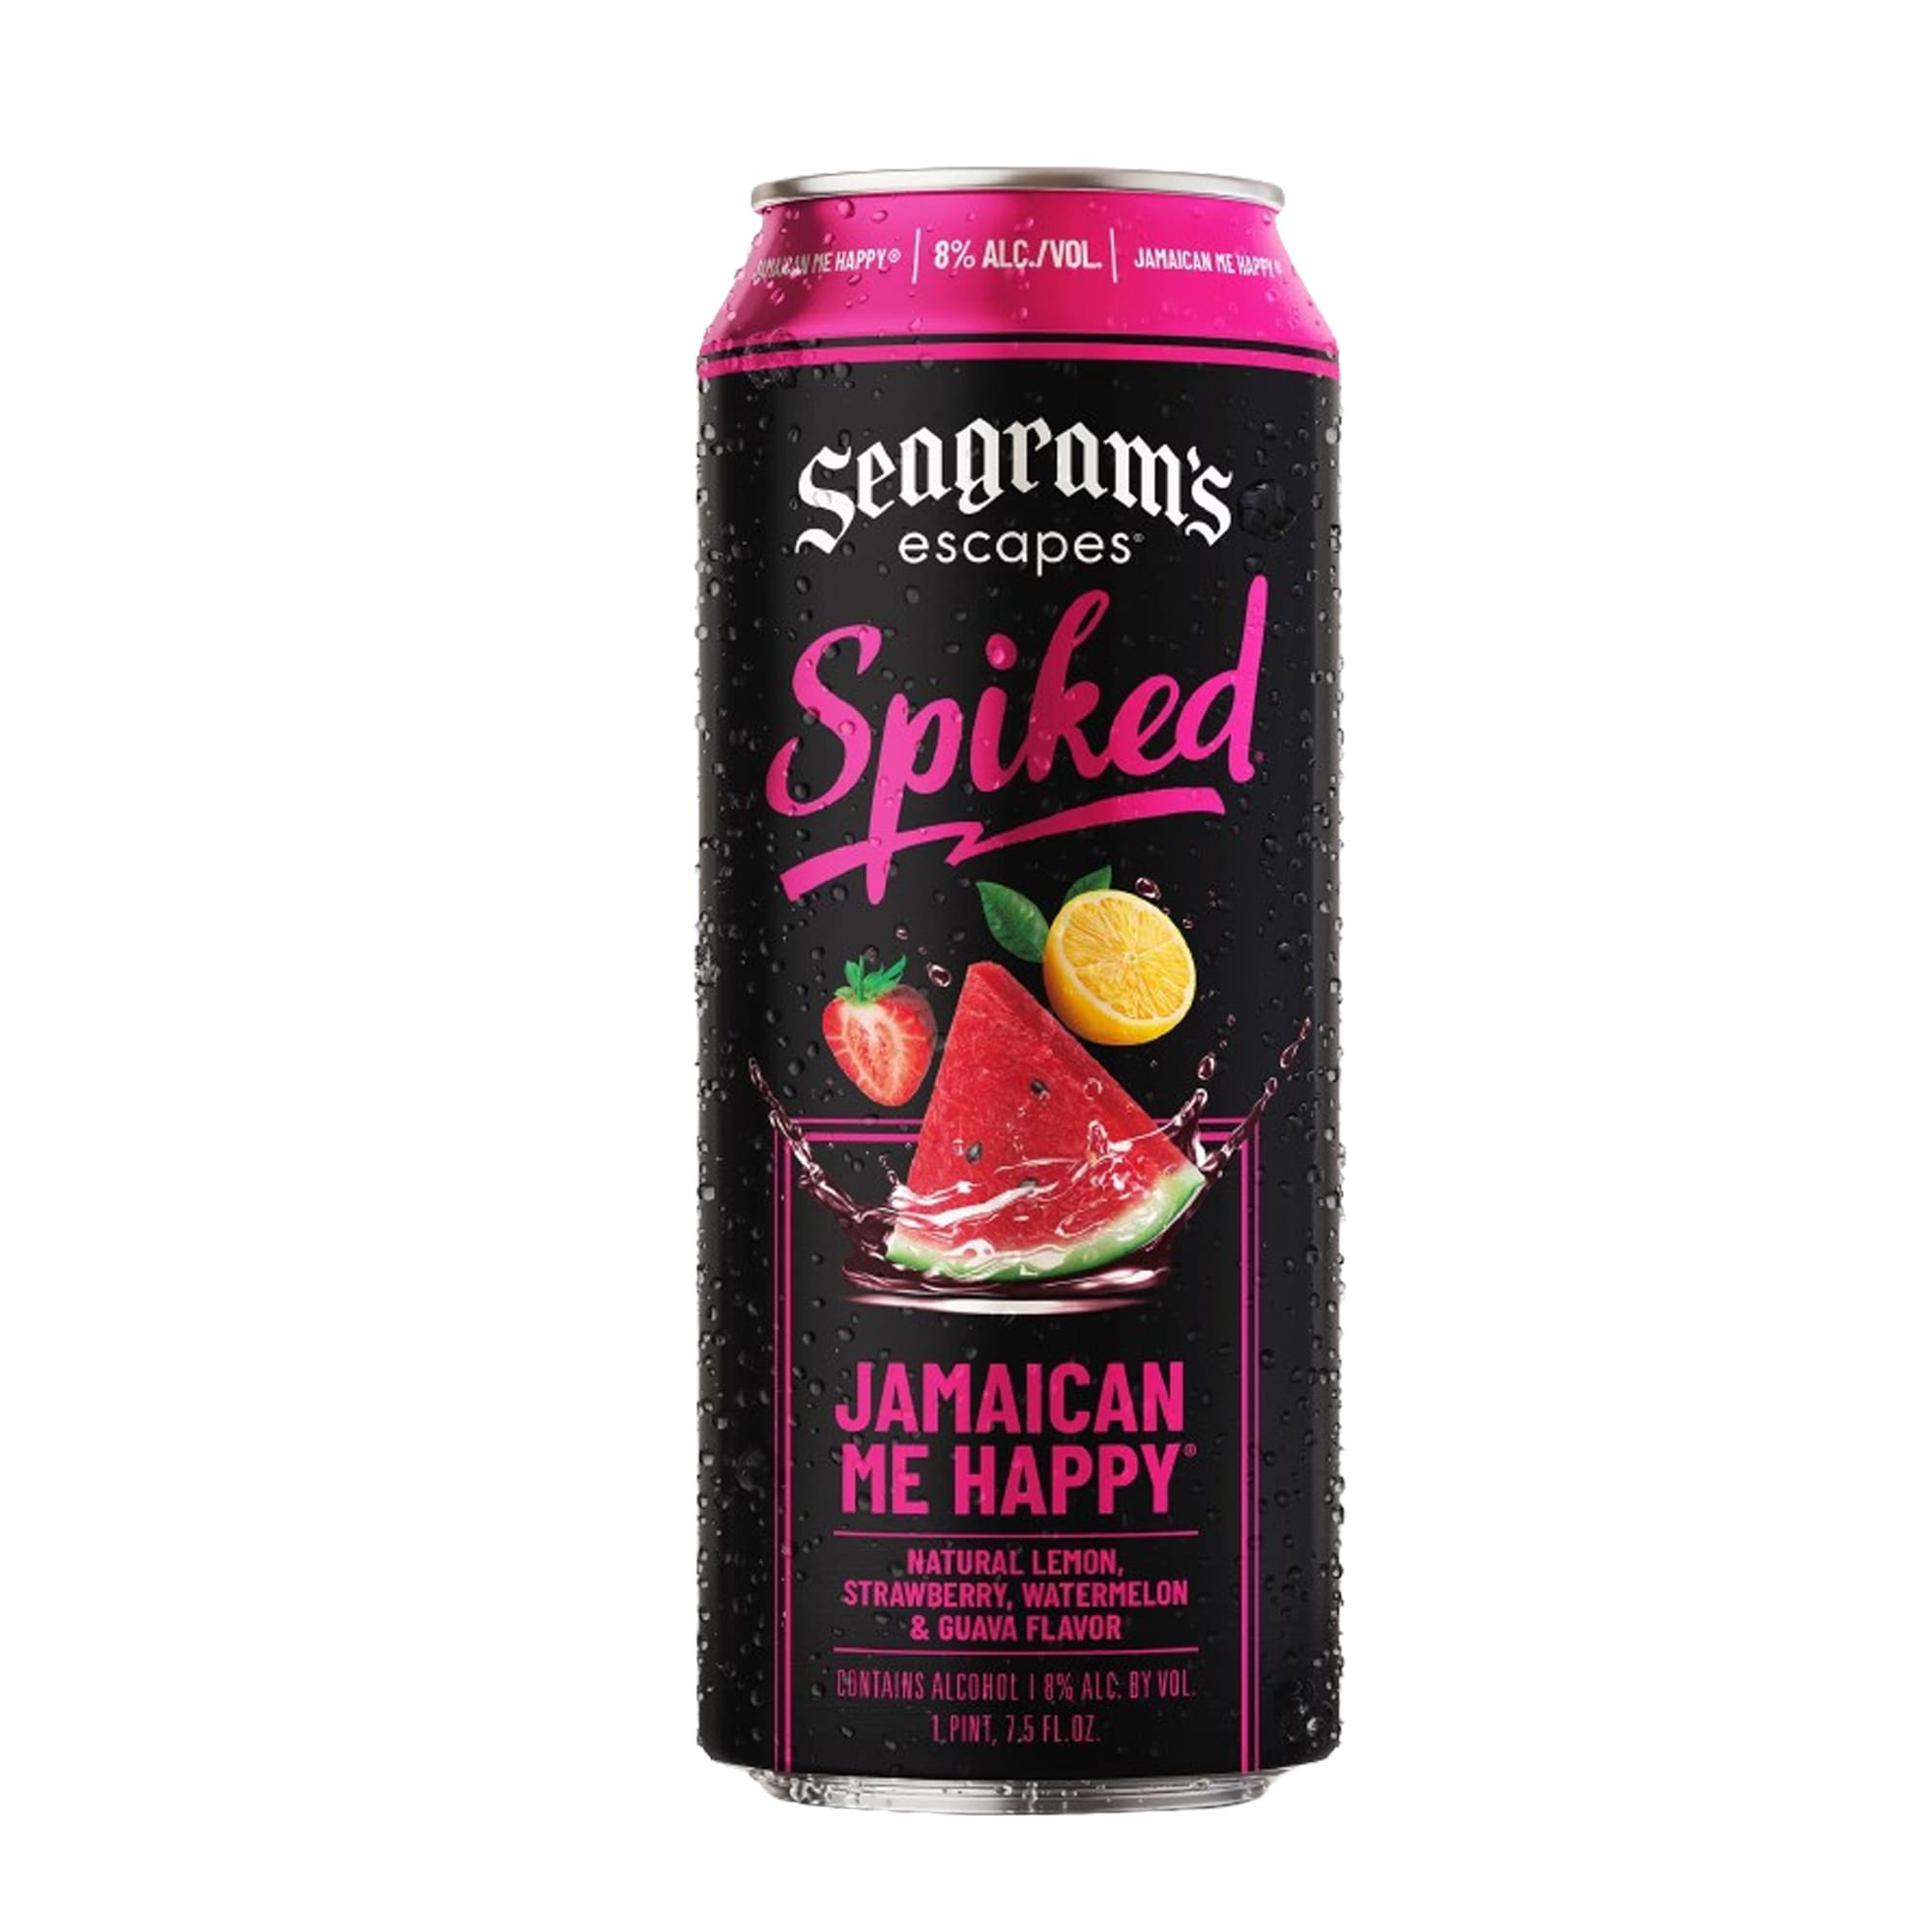 JAMAICAN ME HAPPY® | 8% ALC./VOL. | JAMAICAN ME HAPPY®
Seagram's
escapes®
Spiked
JAMAICAN
ME HAPPY®
NATURAL LEMON,
STRAWBERRY, WATERMELON
& GUAVA FLAVOR
CONTAINS ALCOHOL | 8% ALC. BY VOL.
1 PINT, 7.5 FL.OZ.